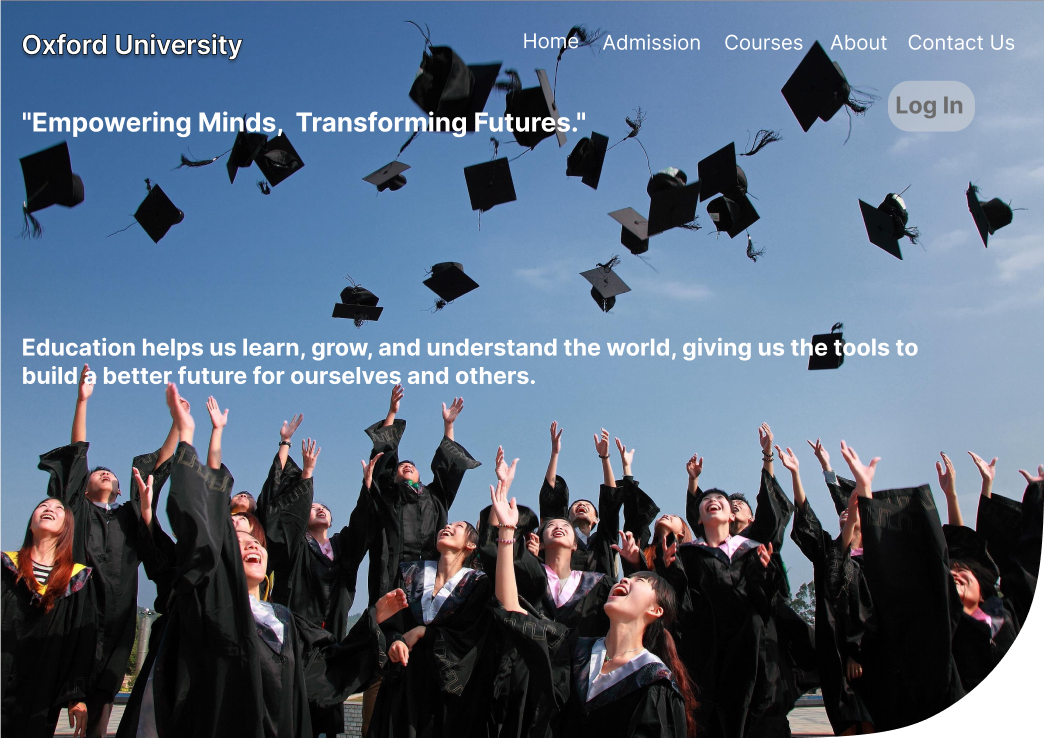 Oxford University
Home Admission Courses About Contact Us
Log In
"Empowering Minds, Transforming Futures."
Education helps us learn, grow, and understand the world, giving us the tools to
build a better future for ourselves and others.